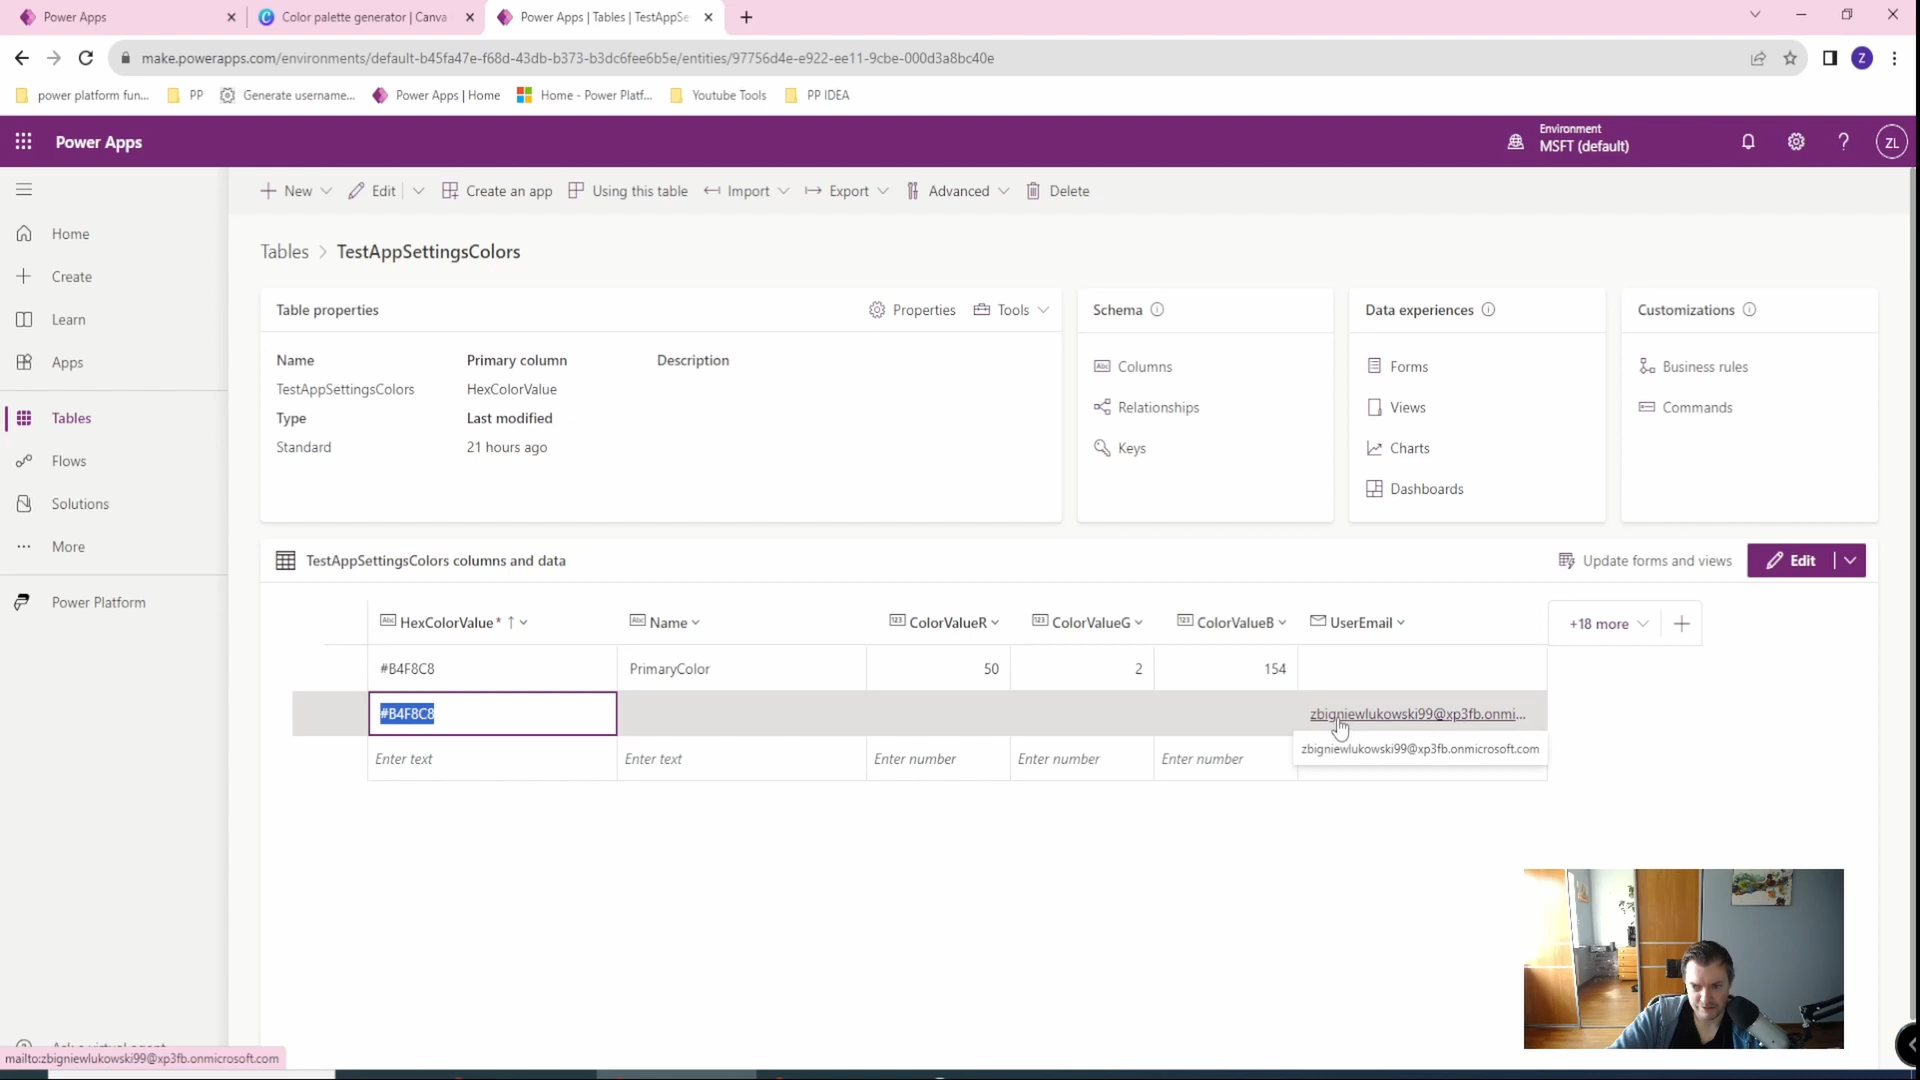 Power Apps
Color palette generator | Canva
Power Apps | Tables | TestAppSe
make.powerapps.com/environments/default-b45fa47e-f68d-43db-b373-b3dc6fee6b5e/entities/97756d4e-e922-ee11-9cbe-000d3a8bc40e
Z
power platform fun...
PP
Generate username...
Power Apps | Home
Home - Power Platf...
Youtube Tools
PP IDEA
Power Apps
Environment
MSFT (default)
ZL
New
Edit
Create an app
Using this table
Import
Export
Advanced
Delete
Home
Create
Learn
Apps
Tables
Flows
Solutions
More
Power Platform
Tables > TestAppSettingsColors
Table properties
Properties
Tools
Name
Primary column
Description
TestAppSettingsColors
HexColorValue
Type
Last modified
Standard
21 hours ago
Schema
Columns
Relationships
Keys
Data experiences
Forms
Views
Charts
Dashboards
Customizations
Business rules
Commands
TestAppSettingsColors columns and data
Update forms and views
Edit
HexColorValue *
Name
ColorValueR
ColorValueG
ColorValueB
UserEmail
+18 more
#B4F8C8
PrimaryColor
50
2
154
#B4F8C8
zbigniewlukowski99@xp3fb.onmi...
zbigniewlukowski99@xp3fb.onmicrosoft.com
Enter text
Enter text
Enter number
Enter number
Enter number
mailto:zbigniewlukowski99@xp3fb.onmicrosoft.com